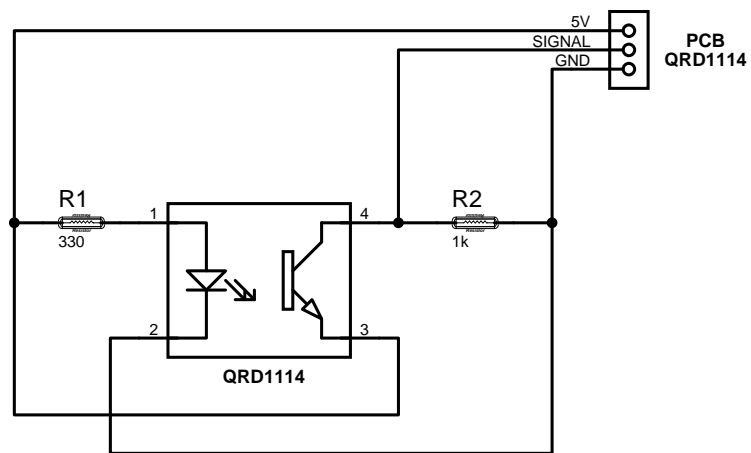 5V
SIGNAL
GND
PCB
QRD1114
R1
330
R2
1k
1
4
2
3
QRD1114